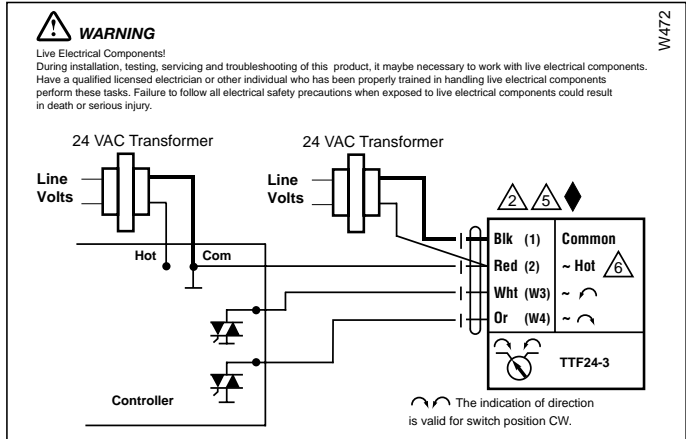 WARNING
W472
Live Electrical Components!
During installation, testing, servicing and troubleshooting of this product, it maybe necessary to work with live electrical components.
Have a qualified licensed electrician or other individual who has been properly trained in handling live electrical components
perform these tasks. Failure to follow all electrical safety precautions when exposed to live electrical components could result
in death or serious injury.
24 VAC Transformer
24 VAC Transformer
Line
Volts
Line
Volts
2 5
Hot Com
Blk (1) Common
Red (2) ~ Hot 6
Wht (W3) ~
Or (W4) ~
TTF24-3
Controller
The indication of direction
is valid for switch position CW.